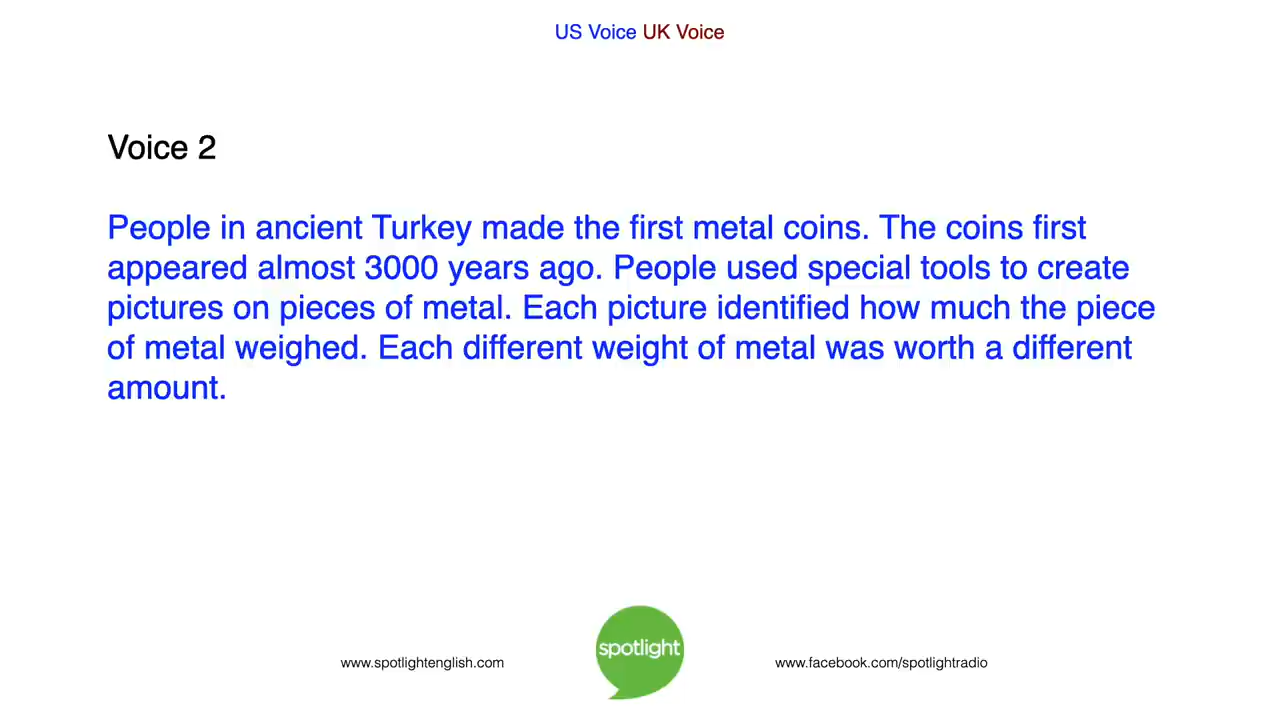 US Voice UK Voice
Voice 2
People in ancient Turkey made the first metal coins. The coins first
appeared almost 3000 years ago. People used special tools to create
pictures on pieces of metal. Each picture identified how much the piece
of metal weighed. Each different weight of metal was worth a different
amount.
spotlight
www.spotlightenglish.com
www.facebook.com/spotlightradio